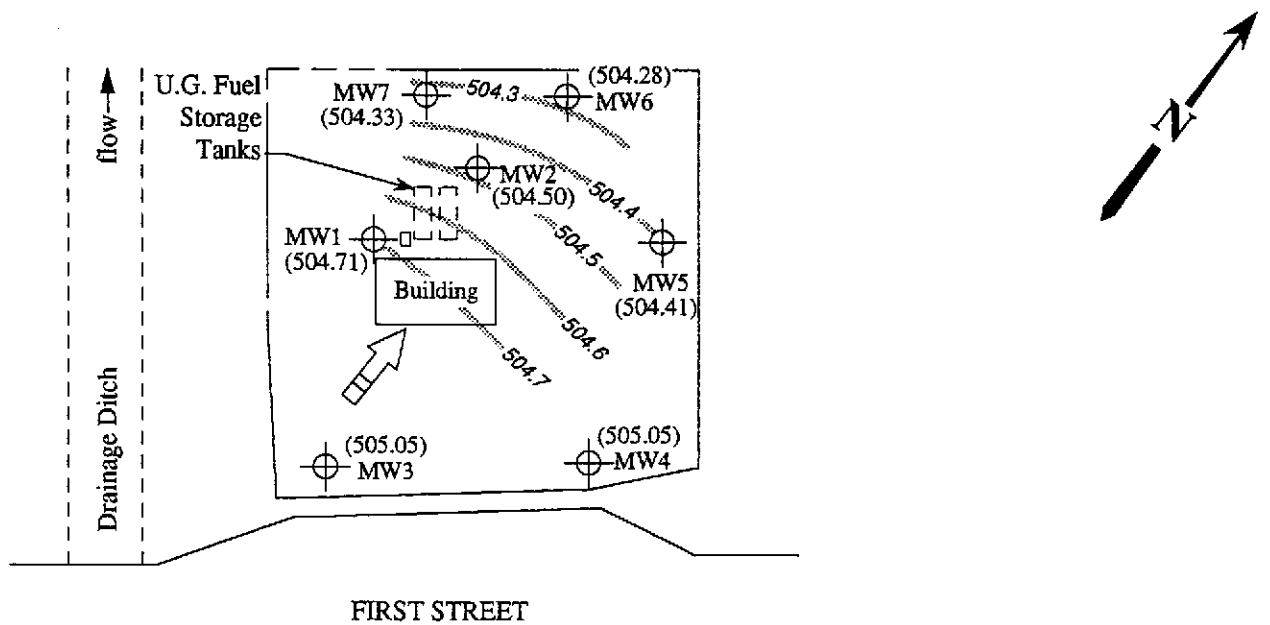 (504.28)
MW6
504.3
MW7
(504.33)
U.G. Fuel
Storage
Tanks
flow
N
MW2
(504.50)
504.4
504.5
MW1
(504.71)
MW5
(504.41)
Building
504.6
504.7
(505.05)
MW3
(505.05)
MW4
Drainage Ditch
FIRST STREET